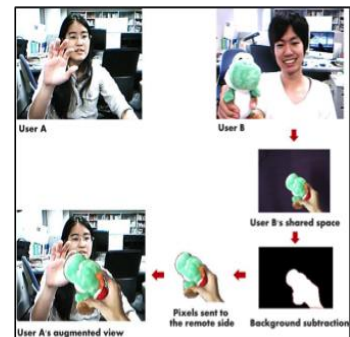 User A
User B
User B's shared space
Background subtraction
Pixels sent to
the remote side
User A's augmented view